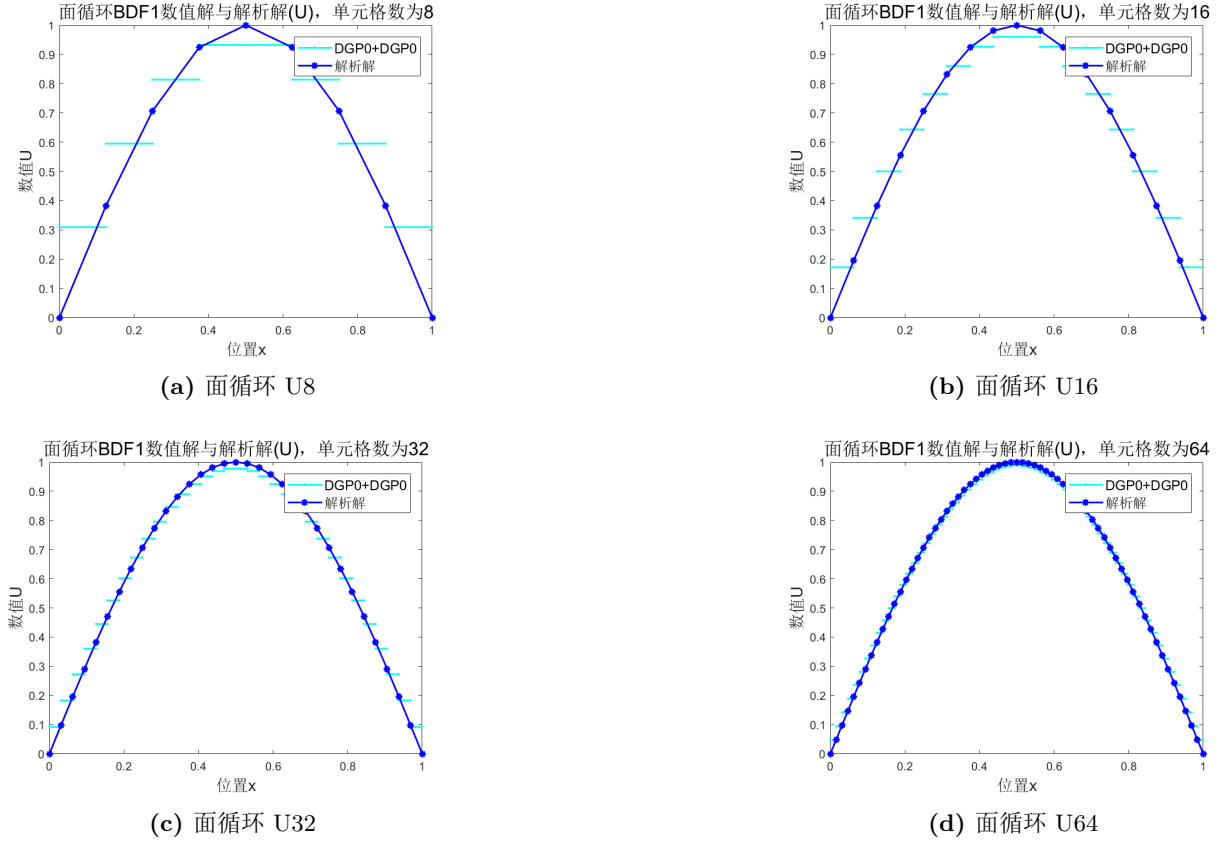 面循环BDF1数值解与解析解(U)，单元格数为8
1
0.9
0.8
0.7
0.6
0.5
0.4
0.3
0.2
0.1
0
数值U
DGP0+DGP0
解析解
0 0.2 0.4 0.6 0.8 1
位置x
(a) 面循环 U8
面循环BDF1数值解与解析解(U)，单元格数为16
1
0.9
0.8
0.7
0.6
0.5
0.4
0.3
0.2
0.1
0
数值U
DGP0+DGP0
解析解
0 0.2 0.4 0.6 0.8 1
位置x
(b) 面循环 U16
面循环BDF1数值解与解析解(U)，单元格数为32
1
0.9
0.8
0.7
0.6
0.5
0.4
0.3
0.2
0.1
0
数值U
DGP0+DGP0
解析解
0 0.2 0.4 0.6 0.8 1
位置x
(c) 面循环 U32
面循环BDF1数值解与解析解(U)，单元格数为64
1
0.9
0.8
0.7
0.6
0.5
0.4
0.3
0.2
0.1
0
数值U
DGP0+DGP0
解析解
0 0.2 0.4 0.6 0.8 1
位置x
(d) 面循环 U64